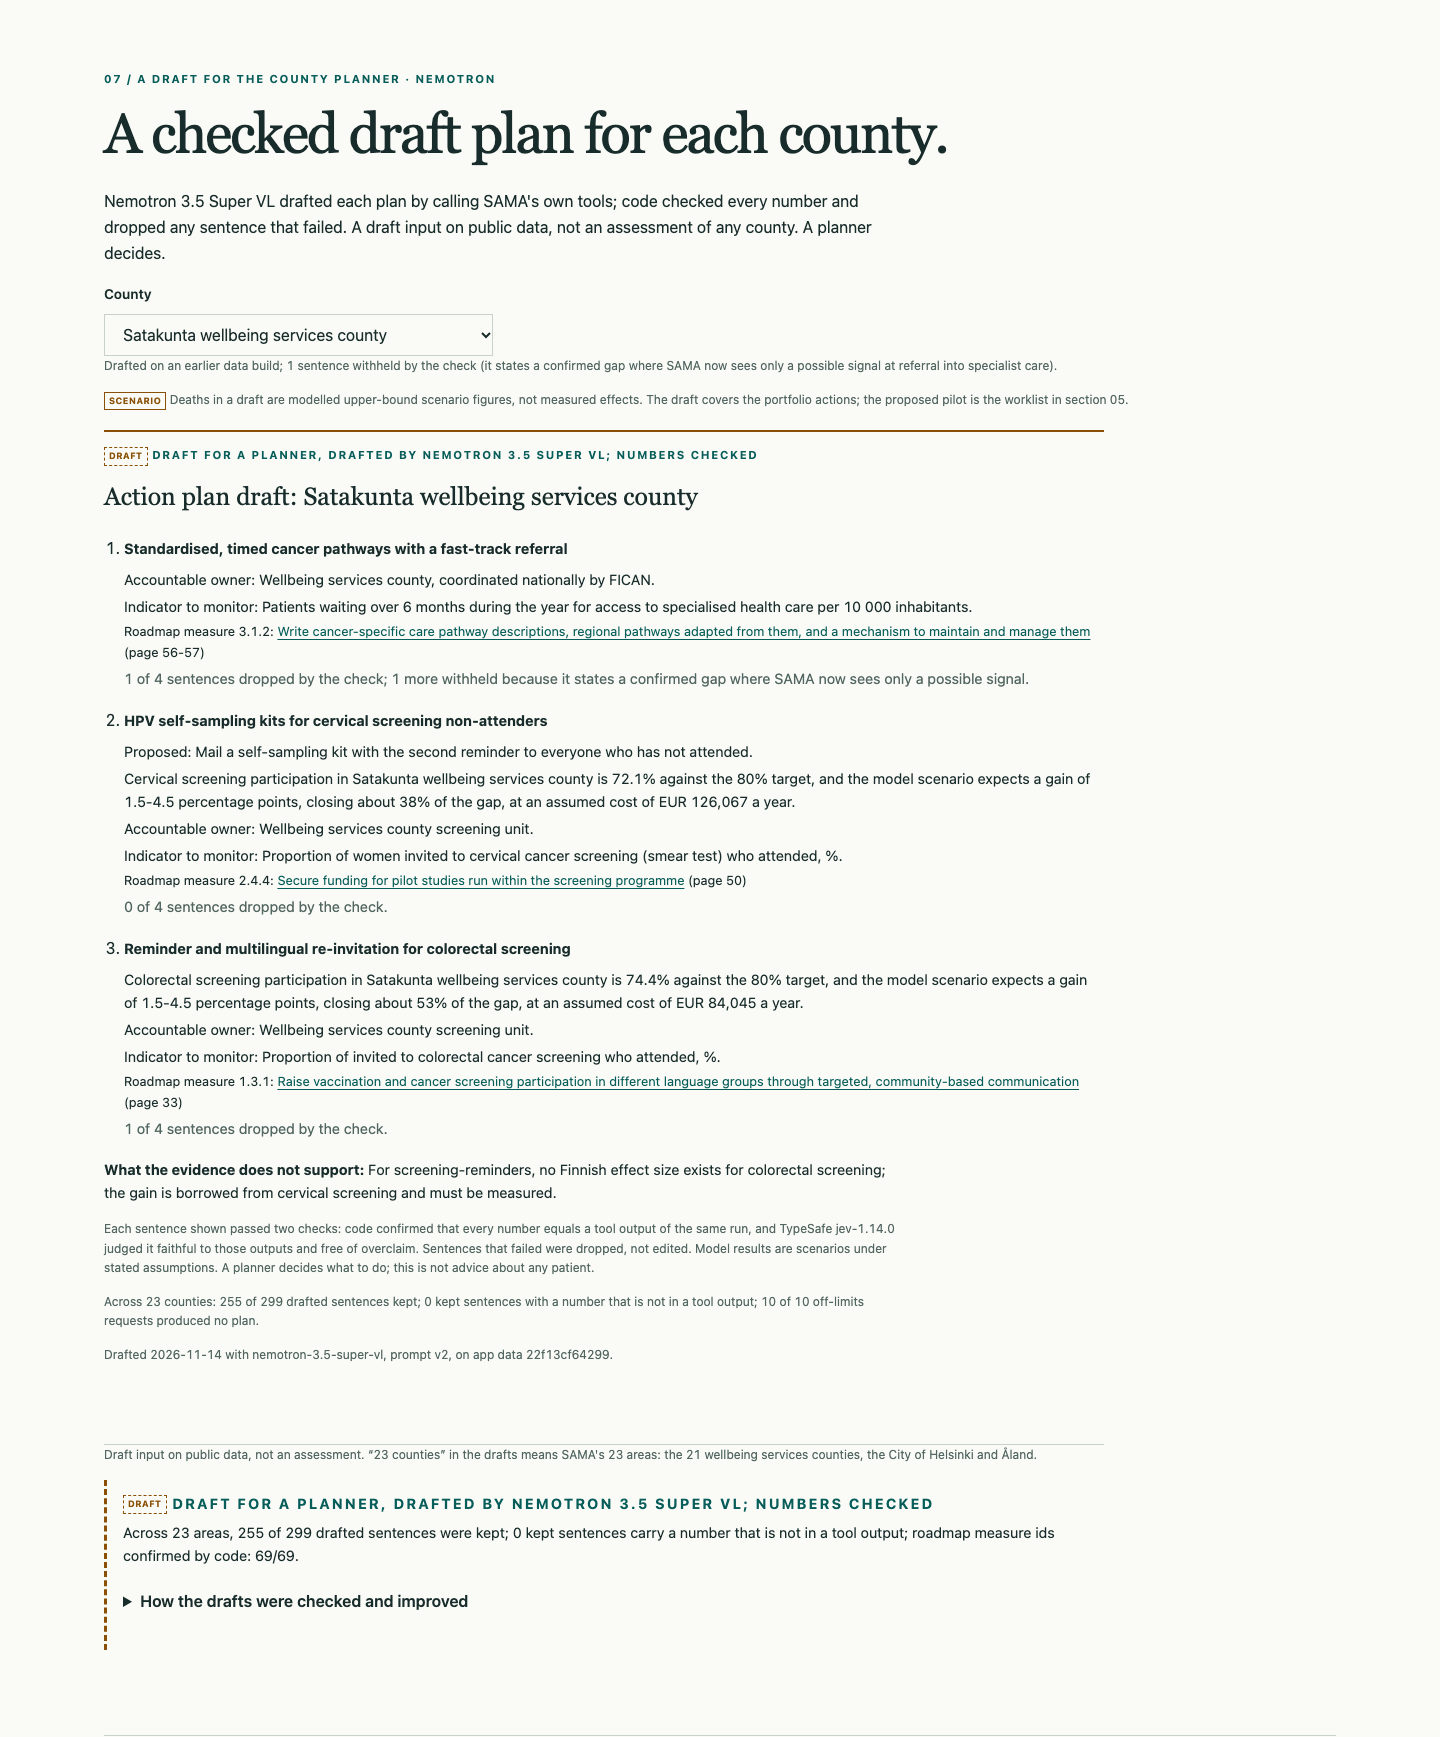 07 / A DRAFT FOR THE COUNTY PLANNER · NEMOTRON
A checked draft plan for each county.
Nemotron 3.5 Super VL drafted each plan by calling SAMA's own tools; code checked every number and
dropped any sentence that failed. A draft input on public data, not an assessment of any county. A planner
decides.
County
Satakunta wellbeing services county
Drafted on an earlier data build; 1 sentence withheld by the check (it states a confirmed gap where SAMA now sees only a possible signal at referral into specialist care).
SCENARIO Deaths in a draft are modelled upper-bound scenario figures, not measured effects. The draft covers the portfolio actions; the proposed pilot is the worklist in section 05.
DRAFT DRAFT FOR A PLANNER, DRAFTED BY NEMOTRON 3.5 SUPER VL; NUMBERS CHECKED
Action plan draft: Satakunta wellbeing services county
1. Standardised, timed cancer pathways with a fast-track referral
Accountable owner: Wellbeing services county, coordinated nationally by FICAN.
Indicator to monitor: Patients waiting over 6 months during the year for access to specialised health care per 10 000 inhabitants.
Roadmap measure 3.1.2: Write cancer-specific care pathway descriptions, regional pathways adapted from them, and a mechanism to maintain and manage them
(page 56-57)
1 of 4 sentences dropped by the check; 1 more withheld because it states a confirmed gap where SAMA now sees only a possible signal.
2. HPV self-sampling kits for cervical screening non-attenders
Proposed: Mail a self-sampling kit with the second reminder to everyone who has not attended.
Cervical screening participation in Satakunta wellbeing services county is 72.1% against the 80% target, and the model scenario expects a gain of
1.5-4.5 percentage points, closing about 38% of the gap, at an assumed cost of EUR 126,067 a year.
Accountable owner: Wellbeing services county screening unit.
Indicator to monitor: Proportion of women invited to cervical cancer screening (smear test) who attended, %.
Roadmap measure 2.4.4: Secure funding for pilot studies run within the screening programme (page 50)
0 of 4 sentences dropped by the check.
3. Reminder and multilingual re-invitation for colorectal screening
Colorectal screening participation in Satakunta wellbeing services county is 74.4% against the 80% target, and the model scenario expects a gain
of 1.5-4.5 percentage points, closing about 53% of the gap, at an assumed cost of EUR 84,045 a year.
Accountable owner: Wellbeing services county screening unit.
Indicator to monitor: Proportion of invited to colorectal cancer screening who attended, %.
Roadmap measure 1.3.1: Raise vaccination and cancer screening participation in different language groups through targeted, community-based communication
(page 33)
1 of 4 sentences dropped by the check.
What the evidence does not support: For screening-reminders, no Finnish effect size exists for colorectal screening;
the gain is borrowed from cervical screening and must be measured.
Each sentence shown passed two checks: code confirmed that every number equals a tool output of the same run, and TypeSafe jev-1.14.0
judged it faithful to those outputs and free of overclaim. Sentences that failed were dropped, not edited. Model results are scenarios under
stated assumptions. A planner decides what to do; this is not advice about any patient.
Across 23 counties: 255 of 299 drafted sentences kept; 0 kept sentences with a number that is not in a tool output; 10 of 10 off-limits
requests produced no plan.
Drafted 2026-11-14 with nemotron-3.5-super-vl, prompt v2, on app data 22f13cf64299.
Draft input on public data, not an assessment. “23 counties” in the drafts means SAMA's 23 areas: the 21 wellbeing services counties, the City of Helsinki and Åland.
DRAFT DRAFT FOR A PLANNER, DRAFTED BY NEMOTRON 3.5 SUPER VL; NUMBERS CHECKED
Across 23 areas, 255 of 299 drafted sentences were kept; 0 kept sentences carry a number that is not in a tool output; roadmap measure ids
confirmed by code: 69/69.
How the drafts were checked and improved